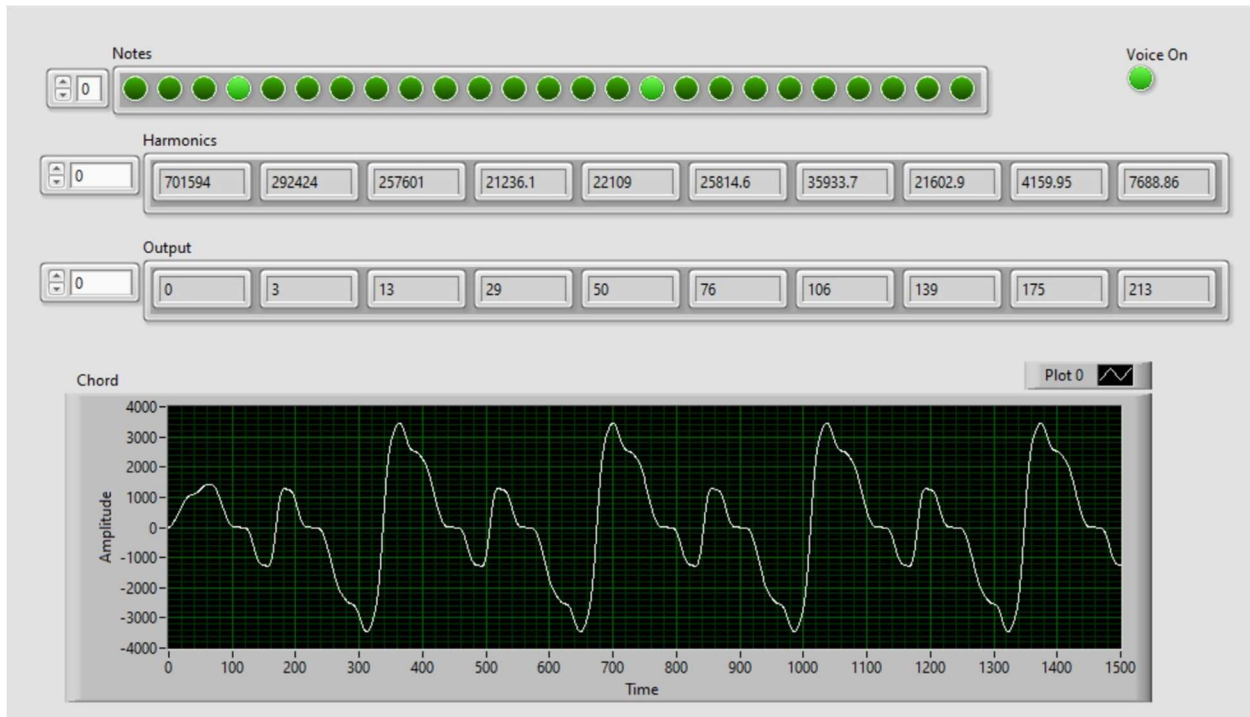 Notes
Voice On
0
Harmonics
0 701594 292424 257601 21236.1 22109 25814.6 35933.7 21602.9 4159.95 7688.86
Output
0 0 3 13 29 50 76 106 139 175 213
Chord
Plot 0
4000
3000
2000
1000
0
-1000
-2000
-3000
-4000
Amplitude
0 100 200 300 400 500 600 700 800 900 1000 1100 1200 1300 1400 1500
Time